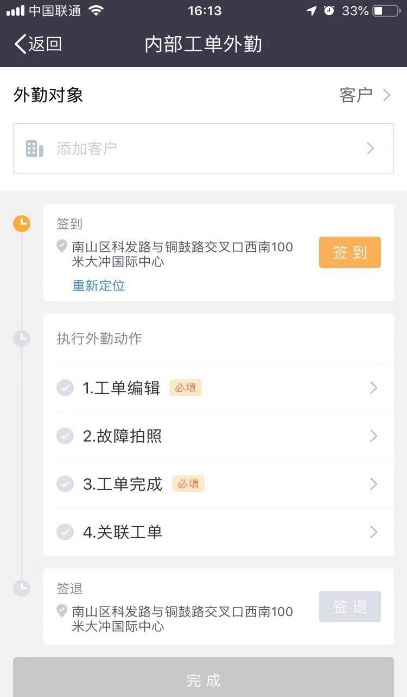 中国联通 16:13 33%
返回 内部工单外勤
外勤对象 客户
添加客户
签到
南山区科发路与铜鼓路交叉口西南100
米大冲国际中心
签到
重新定位
执行外勤动作
1.工单编辑 必填
2.故障拍照
3.工单完成 必填
4.关联工单
签退
南山区科发路与铜鼓路交叉口西南100
米大冲国际中心
签退
完成